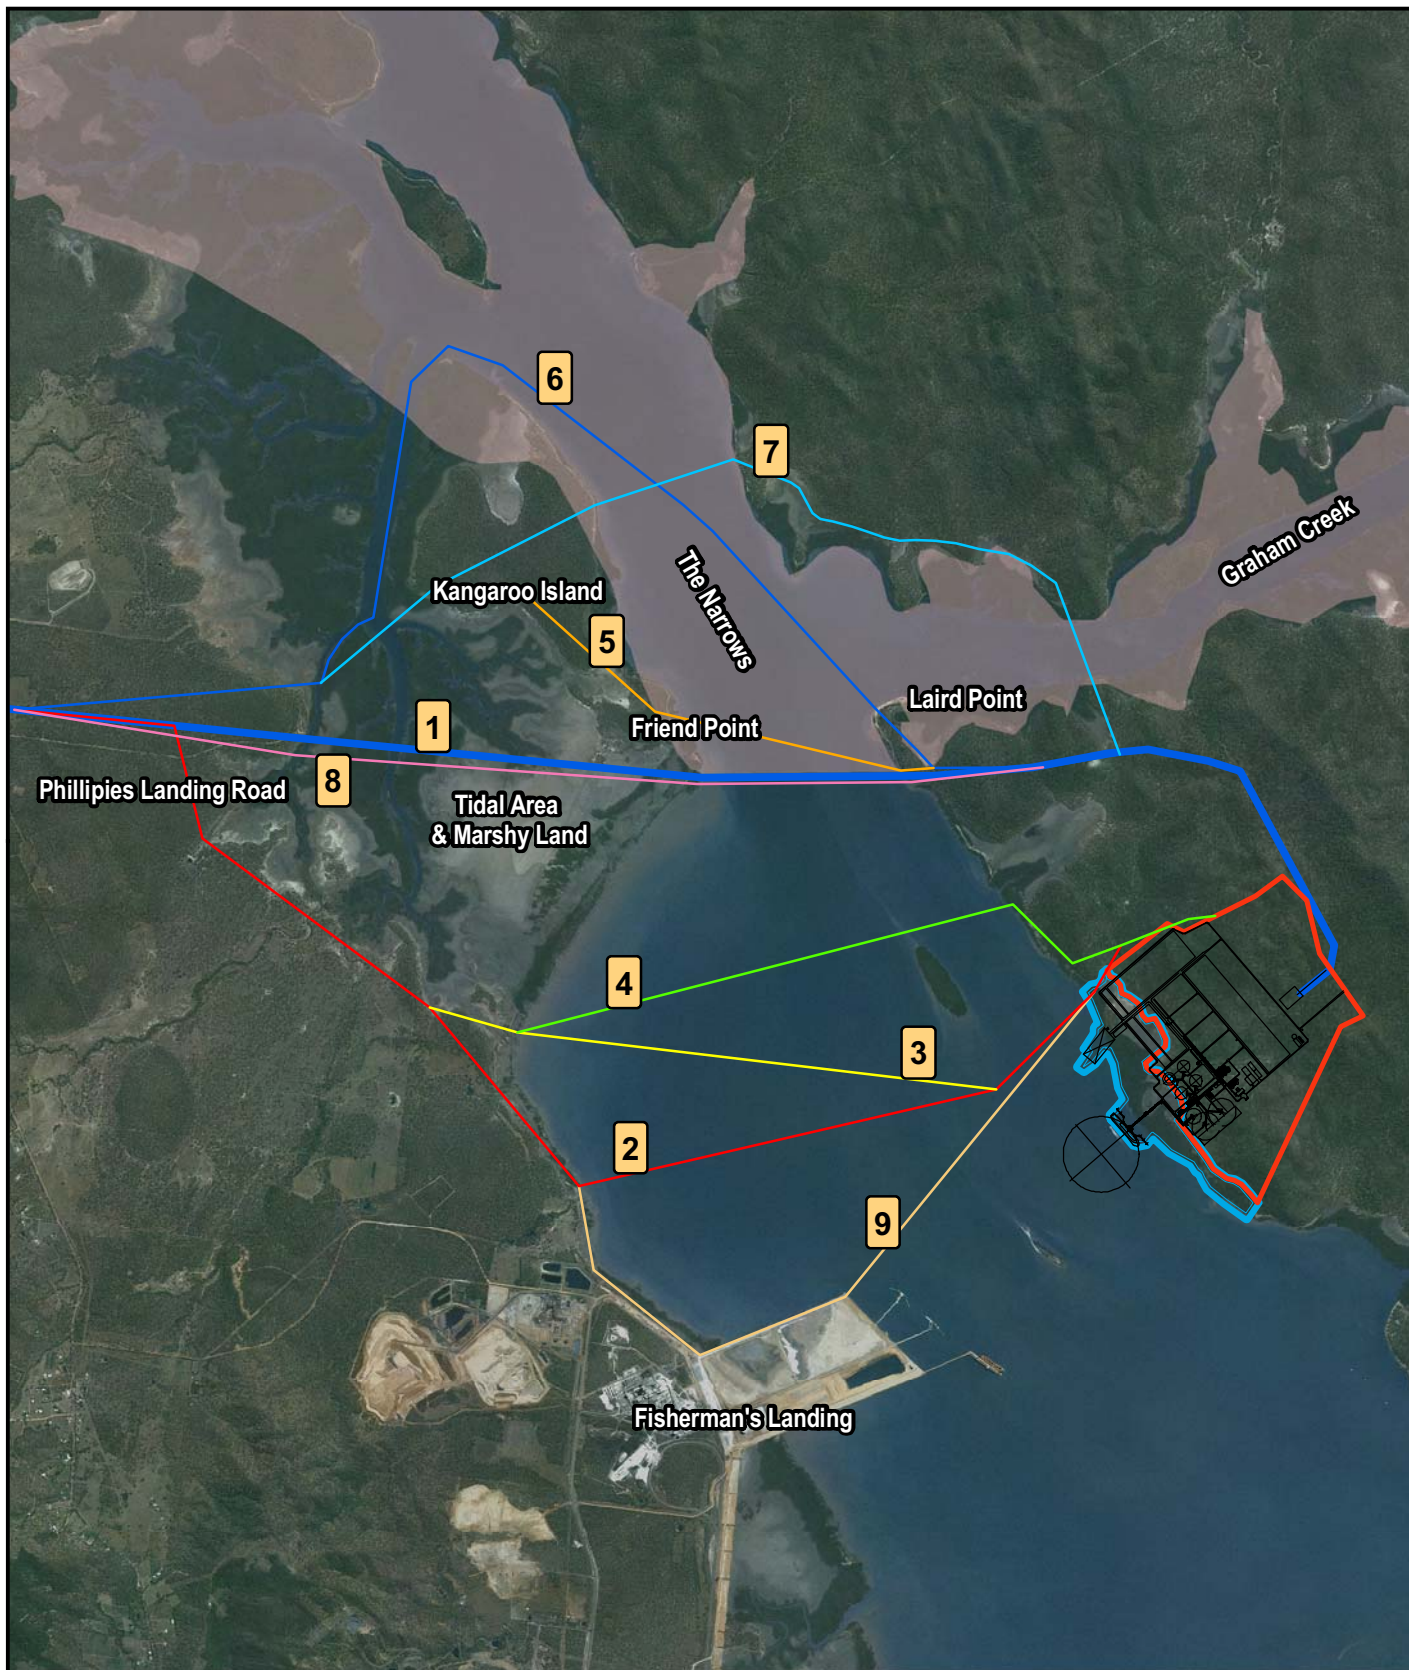 6
7
Graham Creek
Kangaroo Island
The Narrows
5
Laird Point
1
Friend Point
8
Phillipies Landing Road
Tidal Area
& Marshy Land
4
3
2
9
Fisherman's Landing